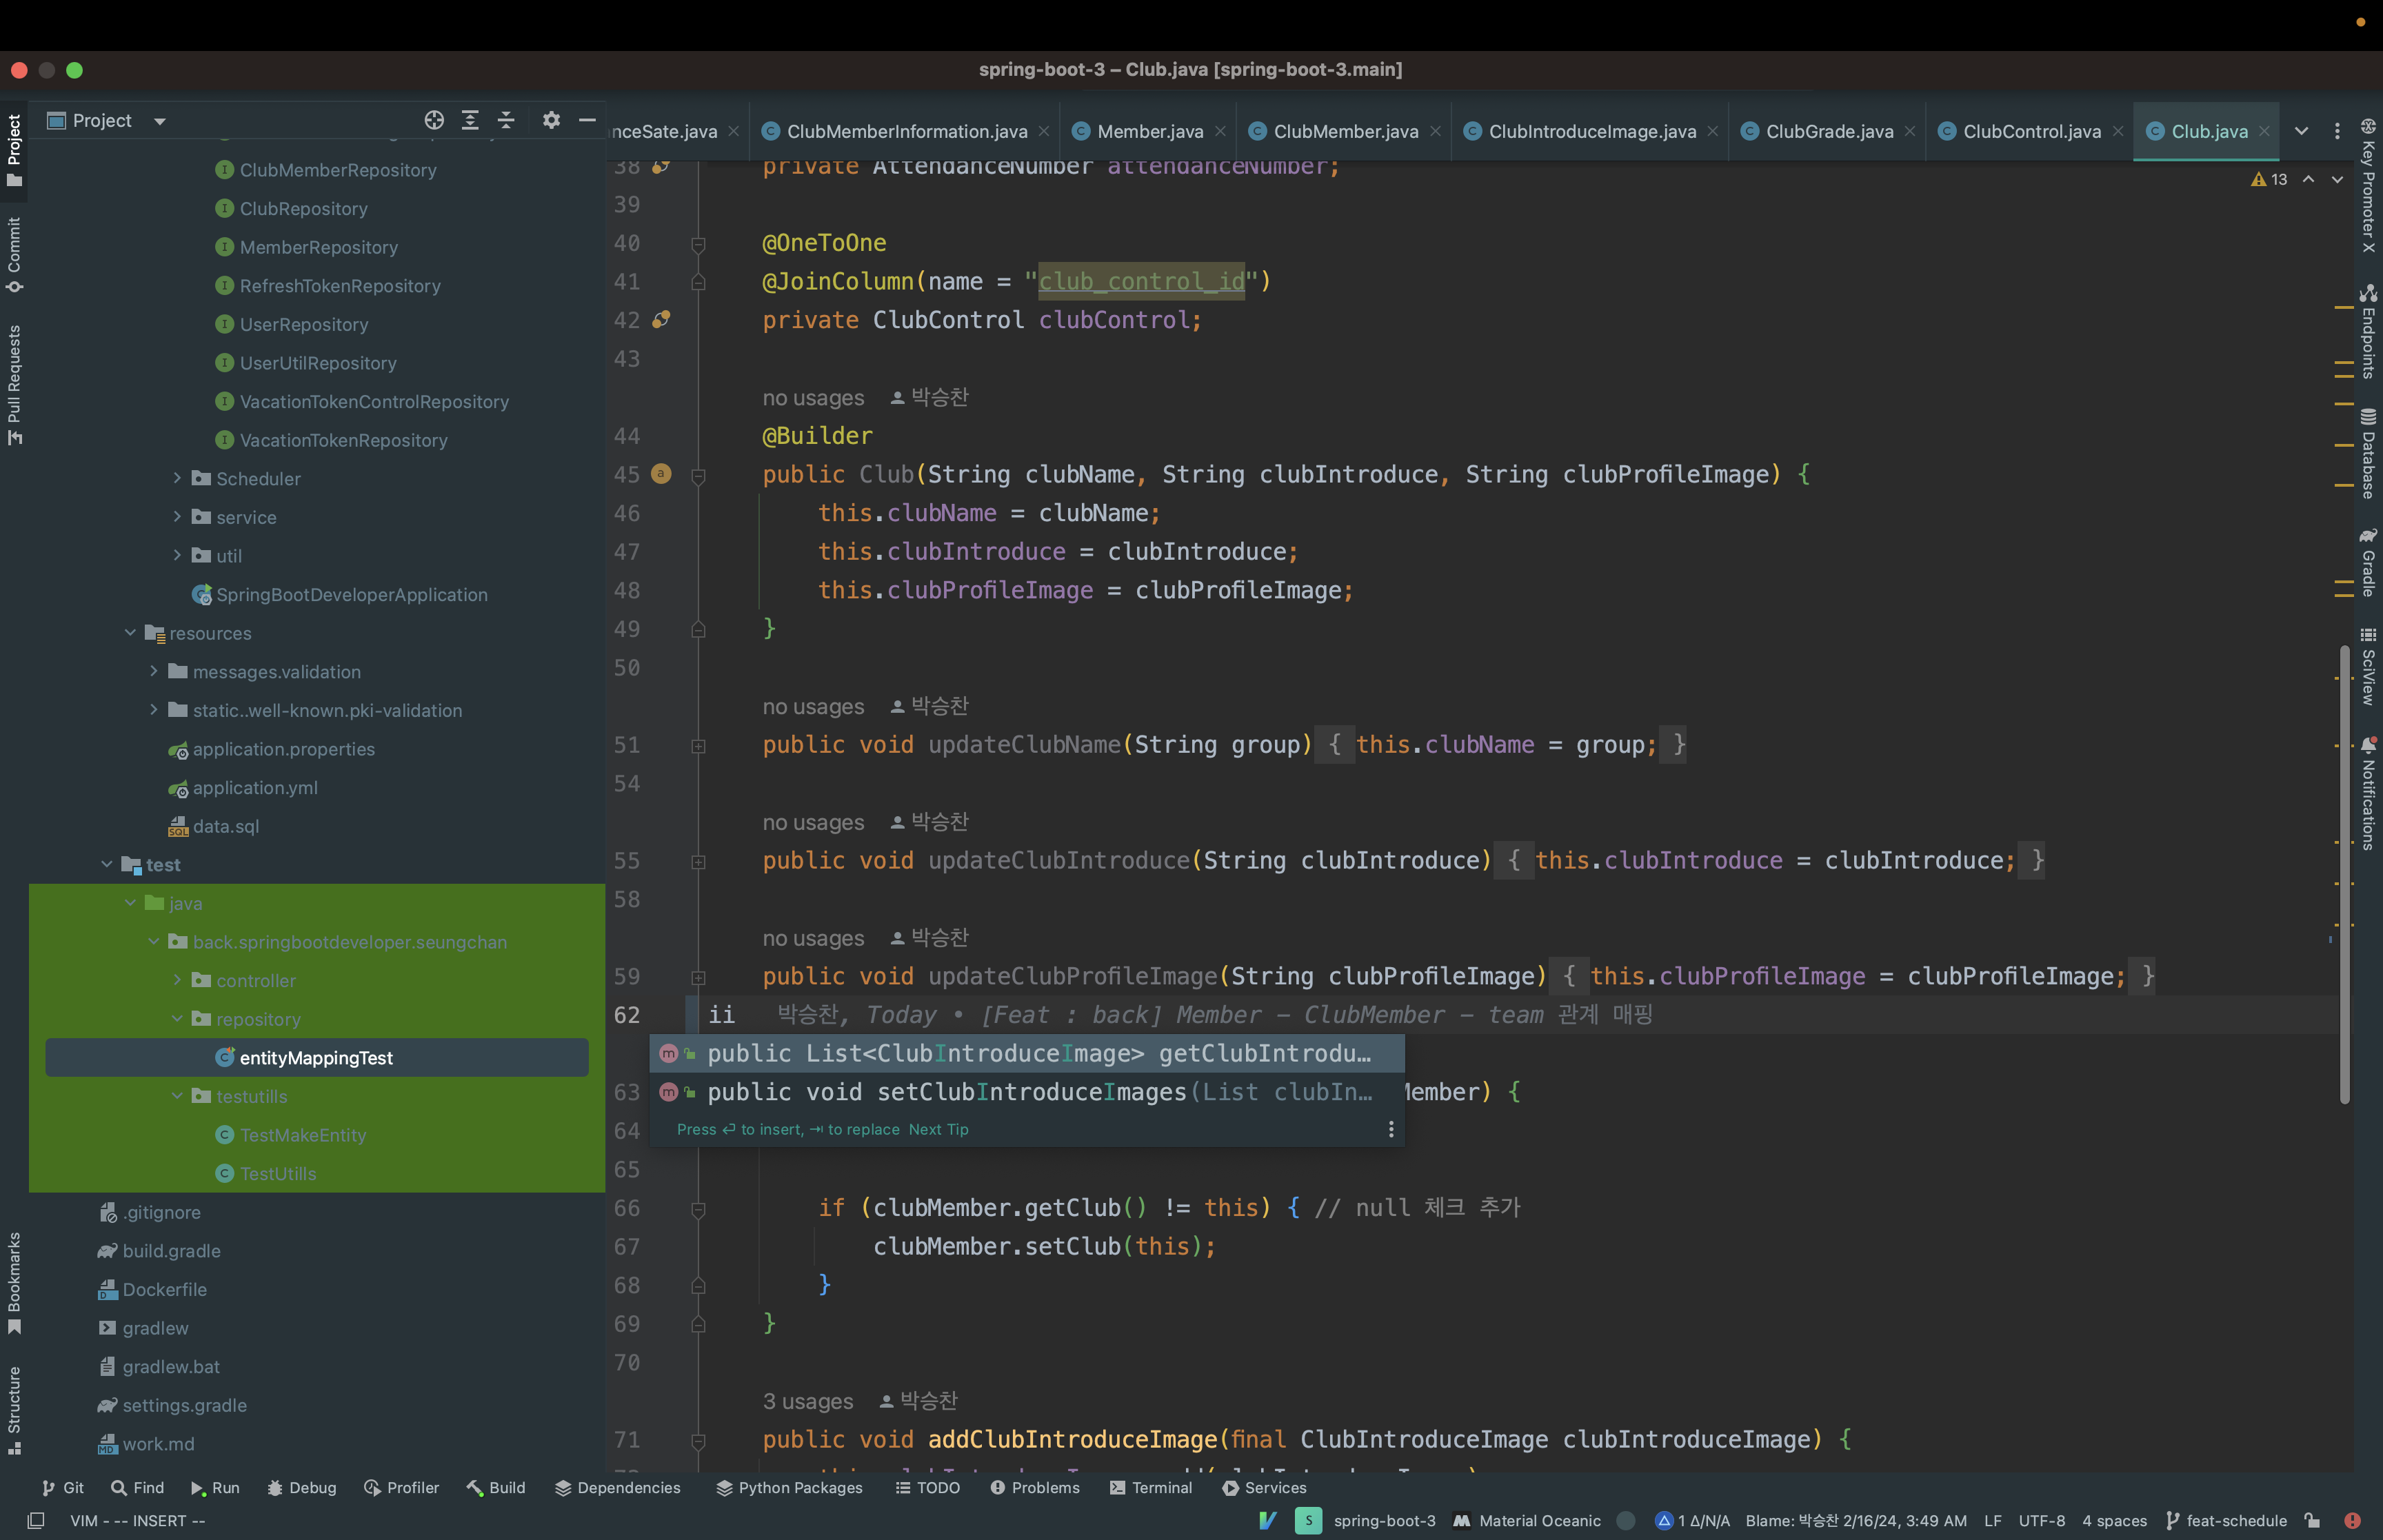 spring-boot-3 – Club.java [spring-boot-3.main]
Project
nceSate.java
ClubMemberInformation.java
Member.java
ClubMember.java
ClubIntroduceImage.java
ClubGrade.java
ClubControl.java
Club.java
Project
Commit
Pull Requests
Bookmarks
Structure
ClubMemberRepository
ClubRepository
MemberRepository
RefreshTokenRepository
UserRepository
UserUtilRepository
VacationTokenControlRepository
VacationTokenRepository
Scheduler
service
util
SpringBootDeveloperApplication
resources
messages.validation
static..well-known.pki-validation
application.properties
application.yml
data.sql
test
java
back.springbootdeveloper.seungchan
controller
repository
entityMappingTest
testutills
TestMakeEntity
TestUtills
.gitignore
build.gradle
Dockerfile
gradlew
gradlew.bat
settings.gradle
work.md
13
38 private AttendanceNumber attendanceNumber;
39
40 @OneToOne
41 @JoinColumn(name = "club_control_id")
42 private ClubControl clubControl;
43
no usages 박승찬
44 @Builder
45 public Club(String clubName, String clubIntroduce, String clubProfileImage) {
46 this.clubName = clubName;
47 this.clubIntroduce = clubIntroduce;
48 this.clubProfileImage = clubProfileImage;
49 }
50
no usages 박승찬
51 public void updateClubName(String group) { this.clubName = group; }
54
no usages 박승찬
55 public void updateClubIntroduce(String clubIntroduce) { this.clubIntroduce = clubIntroduce; }
58
no usages 박승찬
59 public void updateClubProfileImage(String clubProfileImage) { this.clubProfileImage = clubProfileImage; }
62 ii 박승찬, Today • [Feat : back] Member – ClubMember – team 관계 매핑
public List<ClubIntroduceImage> getClubIntrodu…
63 public void setClubIntroduceImages(List clubIn… Member) {
64 Press ⏎ to insert, ⇥ to replace Next Tip
65
66 if (clubMember.getClub() != this) { // null 체크 추가
67 clubMember.setClub(this);
68 }
69 }
70
3 usages 박승찬
71 public void addClubIntroduceImage(final ClubIntroduceImage clubIntroduceImage) {
Key Promoter X
Endpoints
Database
Gradle
SciView
Notifications
Git
Find
Run
Debug
Profiler
Build
Dependencies
Python Packages
TODO
Problems
Terminal
Services
VIM - -- INSERT --
S
spring-boot-3
Material Oceanic
1 Δ/N/A
Blame: 박승찬 2/16/24, 3:49 AM
LF
UTF-8
4 spaces
feat-schedule